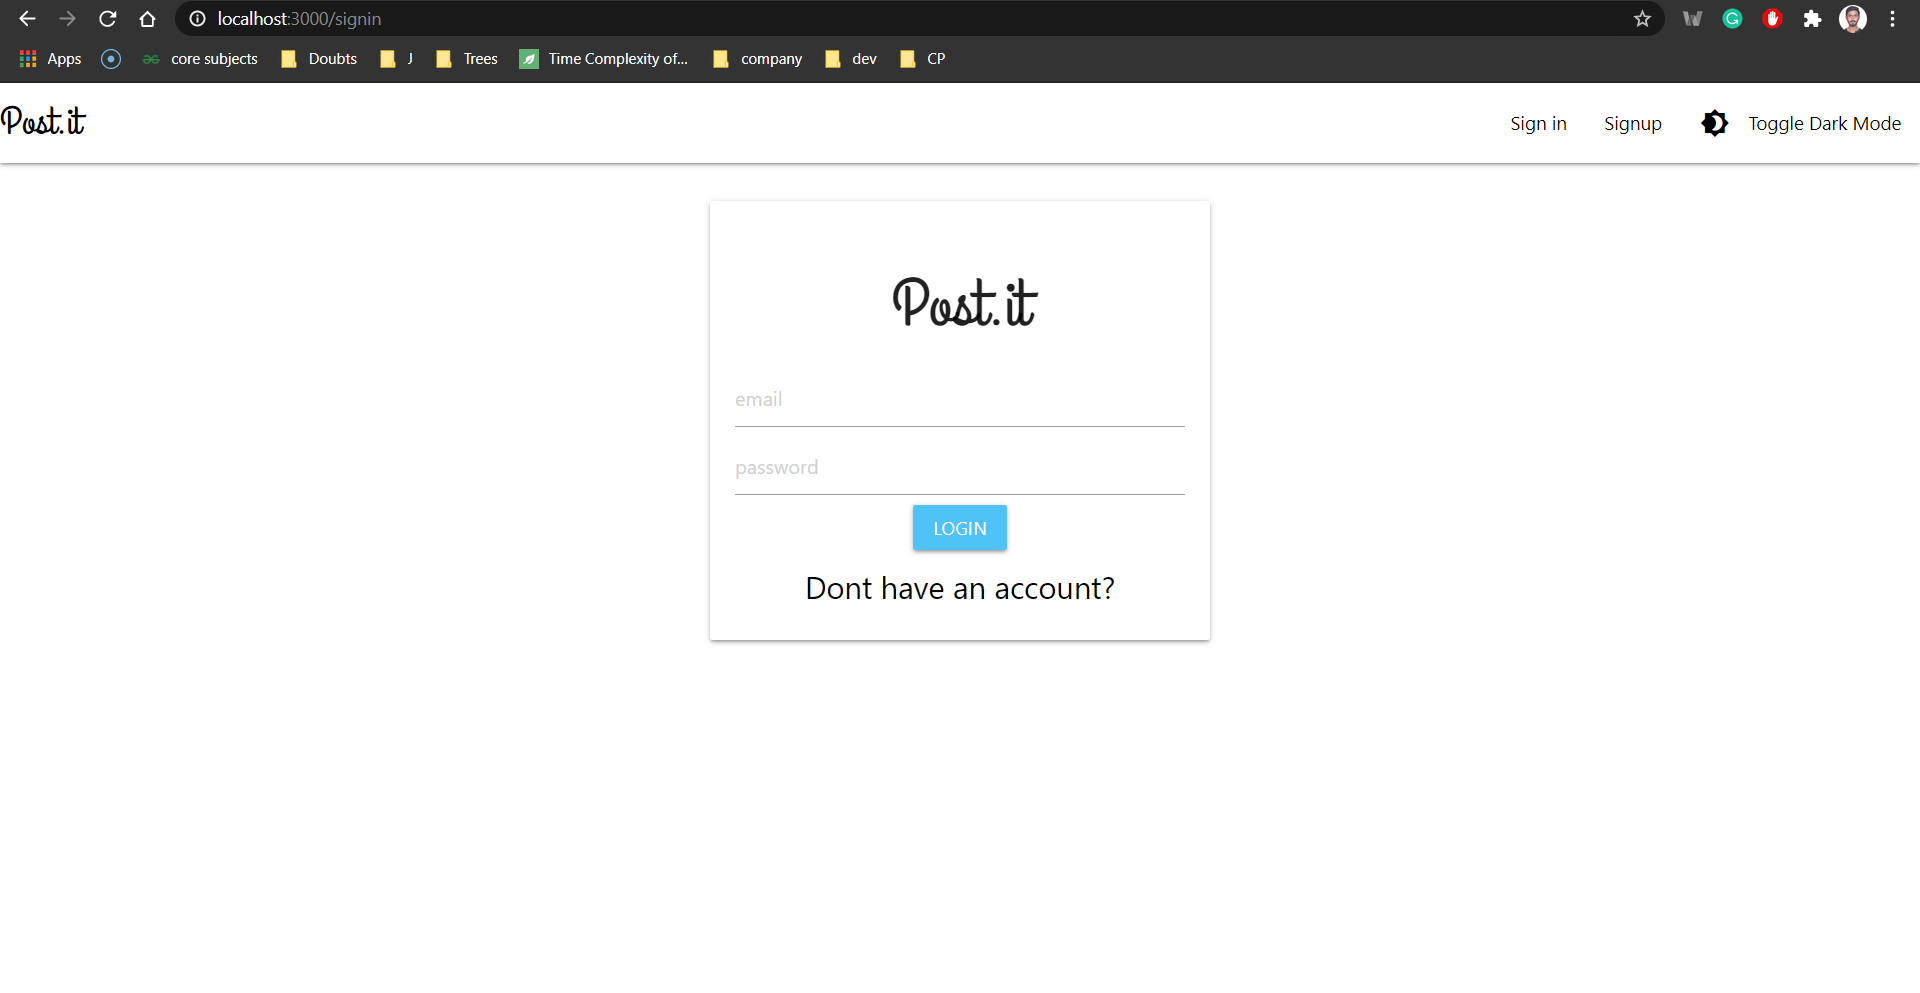 localhost:3000/signin
Apps core subjects Doubts J Trees Time Complexity of... company dev CP
Post.it Sign in Signup Toggle Dark Mode
Post.it
email
password
LOGIN
Dont have an account?